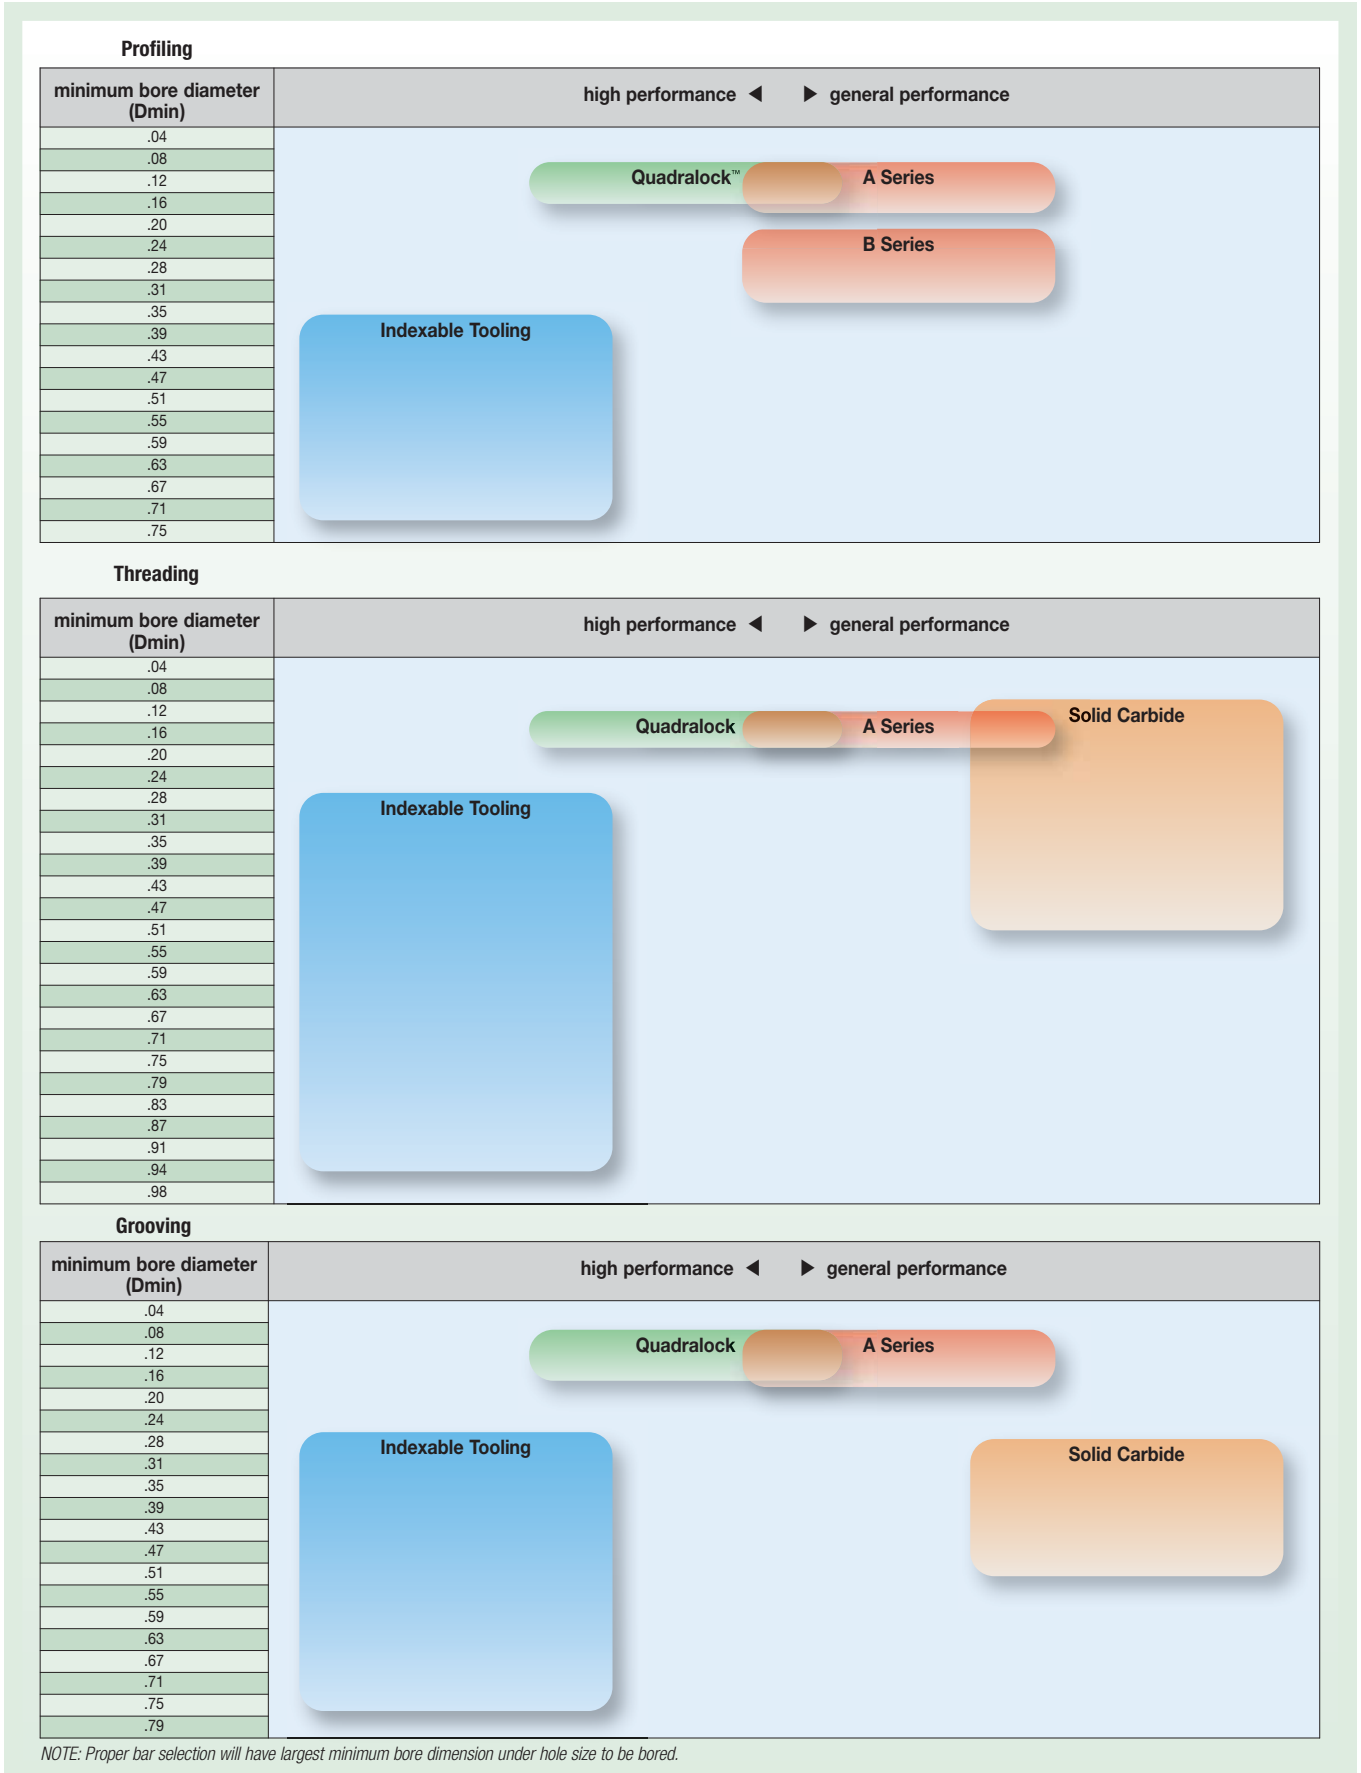 Profiling
minimum bore diameter
(Dmin)
high performance ◀ ▶ general performance
.04
.08
.12
Quadralock™ A Series
.16
.20
.24
B Series
.28
.31
.35
.39
Indexable Tooling
.43
.47
.51
.55
.59
.63
.67
.71
.75
Threading
minimum bore diameter
(Dmin)
high performance ◀ ▶ general performance
.04
.08
.12
Solid Carbide
.16
Quadralock A Series
.20
.24
.28
Indexable Tooling
.31
.35
.39
.43
.47
.51
.55
.59
.63
.67
.71
.75
.79
.83
.87
.91
.94
.98
Grooving
minimum bore diameter
(Dmin)
high performance ◀ ▶ general performance
.04
.08
Quadralock A Series
.12
.16
.20
.24
.28
Indexable Tooling
Solid Carbide
.31
.35
.39
.43
.47
.51
.55
.59
.63
.67
.71
.75
.79
NOTE: Proper bar selection will have largest minimum bore dimension under hole size to be bored.